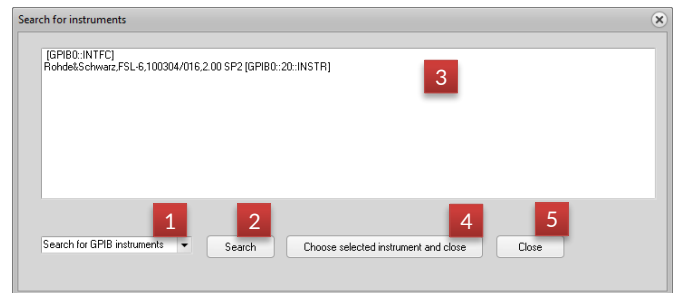 Search for instruments
[GPIB0::INTFC]
Rohde&Schwarz,FSL-6,100304/016,2.00 SP2 [GPIB0::20::INSTR]
3
1
2
4
5
Search for GPIB instruments
Search
Choose selected instrument and close
Close